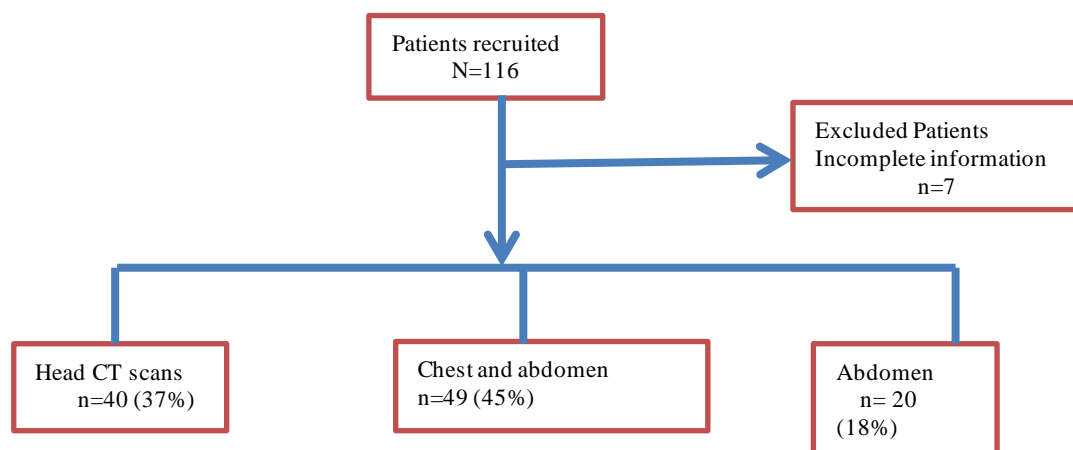 Patients recruited
N=116
Excluded Patients
Incomplete information
n=7
Head CT scans
n=40 (37%)
Chest and abdomen
n=49 (45%)
Abdomen
n= 20
(18%)